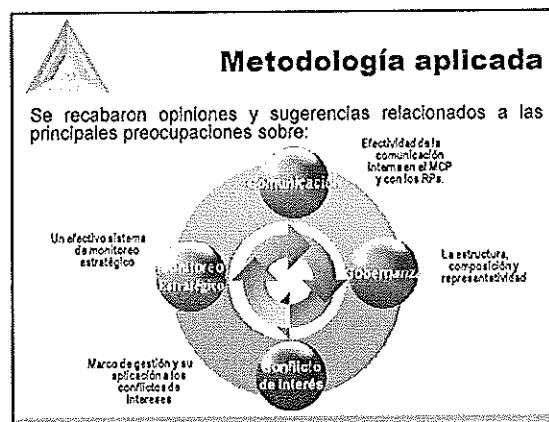 Metodología aplicada
Se recabaron opiniones y sugerencias relacionados a las
principales preocupaciones sobre:
Efectividad de la
comunicación
interna en el MCP
y con los RPs.
Comunicación
Un efectivo sistema
de monitoreo
estratégico
Monitoreo
Estratégico
Gobernanza
La estructura,
composición y
representatividad
Marco de gestión y su
aplicación a los
conflictos de
Intereses
Conflicto
de Interés